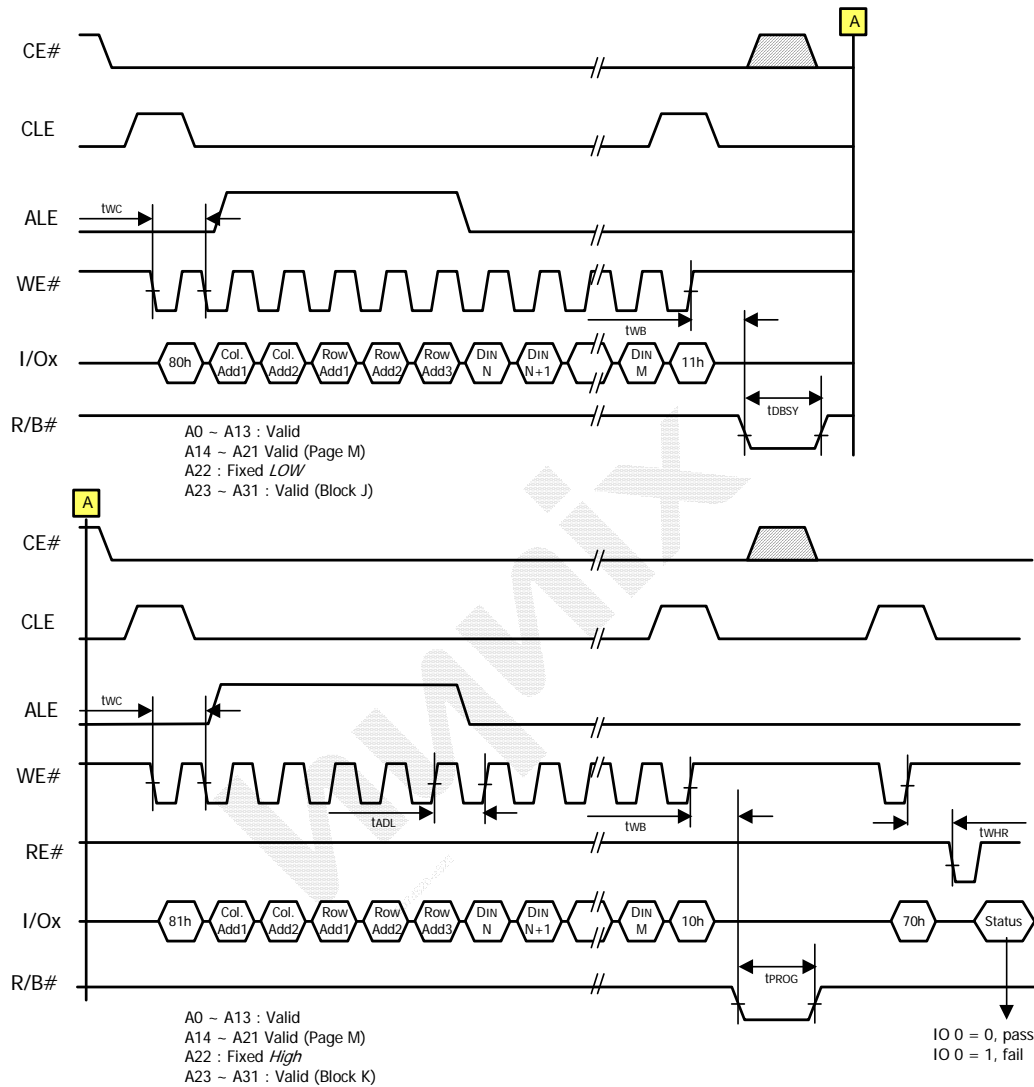 A
CE#
CLE
ALE
tWC
WE#
tWB
I/Ox
80h
Col. Add1
Col. Add2
Row Add1
Row Add2
Row Add3
DIN N
DIN N+1
DIN M
11h
tDBSY
R/B#
A0 ~ A13 : Valid
A14 ~ A21 Valid (Page M)
A22 : Fixed LOW
A23 ~ A31 : Valid (Block J)
A
CE#
CLE
ALE
tWC
WE#
tADL
tWB
tWHR
RE#
I/Ox
81h
Col. Add1
Col. Add2
Row Add1
Row Add2
Row Add3
DIN N
DIN N+1
DIN M
10h
70h
Status
tPROG
R/B#
A0 ~ A13 : Valid
A14 ~ A21 Valid (Page M)
A22 : Fixed High
A23 ~ A31 : Valid (Block K)
IO 0 = 0, pass
IO 0 = 1, fail